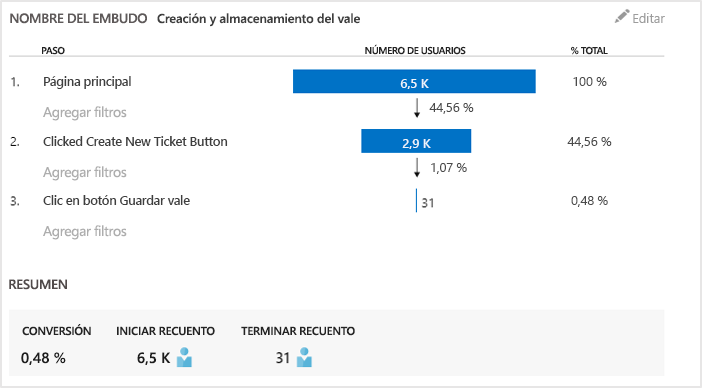 NOMBRE DEL EMBUDO Creación y almacenamiento del vale Editar
PASO NÚMERO DE USUARIOS % TOTAL
1. Página principal 6,5 K 100 %
Agregar filtros 44,56 %
2. Clicked Create New Ticket Button 2,9 K 44,56 %
Agregar filtros 1,07 %
3. Clic en botón Guardar vale 31 0,48 %
Agregar filtros
RESUMEN
CONVERSIÓN INICIAR RECUENTO TERMINAR RECUENTO
0,48 % 6,5 K 31